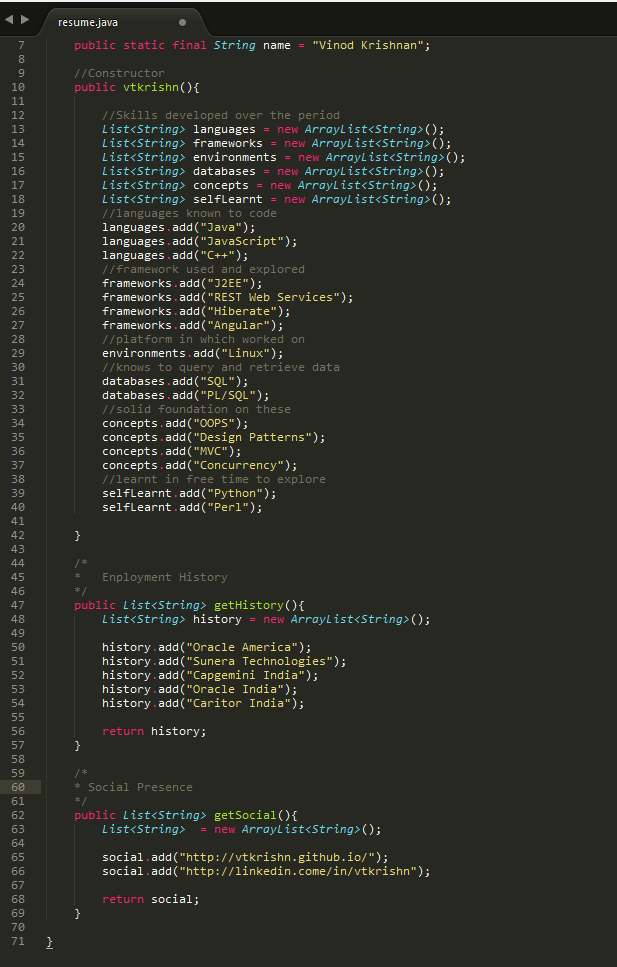 resume.java
7 public static final String name = "Vinod Krishnan";
8
9 //Constructor
10 public vtkrishn(){
11
12 //Skills developed over the period
13 List<String> languages = new ArrayList<String>();
14 List<String> frameworks = new ArrayList<String>();
15 List<String> environments = new ArrayList<String>();
16 List<String> databases = new ArrayList<String>();
17 List<String> concepts = new ArrayList<String>();
18 List<String> selfLearnt = new ArrayList<String>();
19 //languages known to code
20 languages.add("Java");
21 languages.add("JavaScript");
22 languages.add("C++");
23 //framework used and explored
24 frameworks.add("J2EE");
25 frameworks.add("REST Web Services");
26 frameworks.add("Hiberate");
27 frameworks.add("Angular");
28 //platform in which worked on
29 environments.add("Linux");
30 //knows to query and retrieve data
31 databases.add("SQL");
32 databases.add("PL/SQL");
33 //solid foundation on these
34 concepts.add("OOPS");
35 concepts.add("Design Patterns");
36 concepts.add("MVC");
37 concepts.add("Concurrency");
38 //learnt in free time to explore
39 selfLearnt.add("Python");
40 selfLearnt.add("Perl");
41
42 }
43
44 /*
45 * Enployment History
46 */
47 public List<String> getHistory(){
48 List<String> history = new ArrayList<String>();
49
50 history.add("Oracle America");
51 history.add("Sunera Technologies");
52 history.add("Capgemini India");
53 history.add("Oracle India");
54 history.add("Caritor India");
55
56 return history;
57 }
58
59 /*
60 * Social Presence
61 */
62 public List<String> getSocial(){
63 List<String>  = new ArrayList<String>();
64
65 social.add("http://vtkrishn.github.io/");
66 social.add("http://linkedin.come/in/vtkrishn");
67
68 return social;
69 }
70
71 }